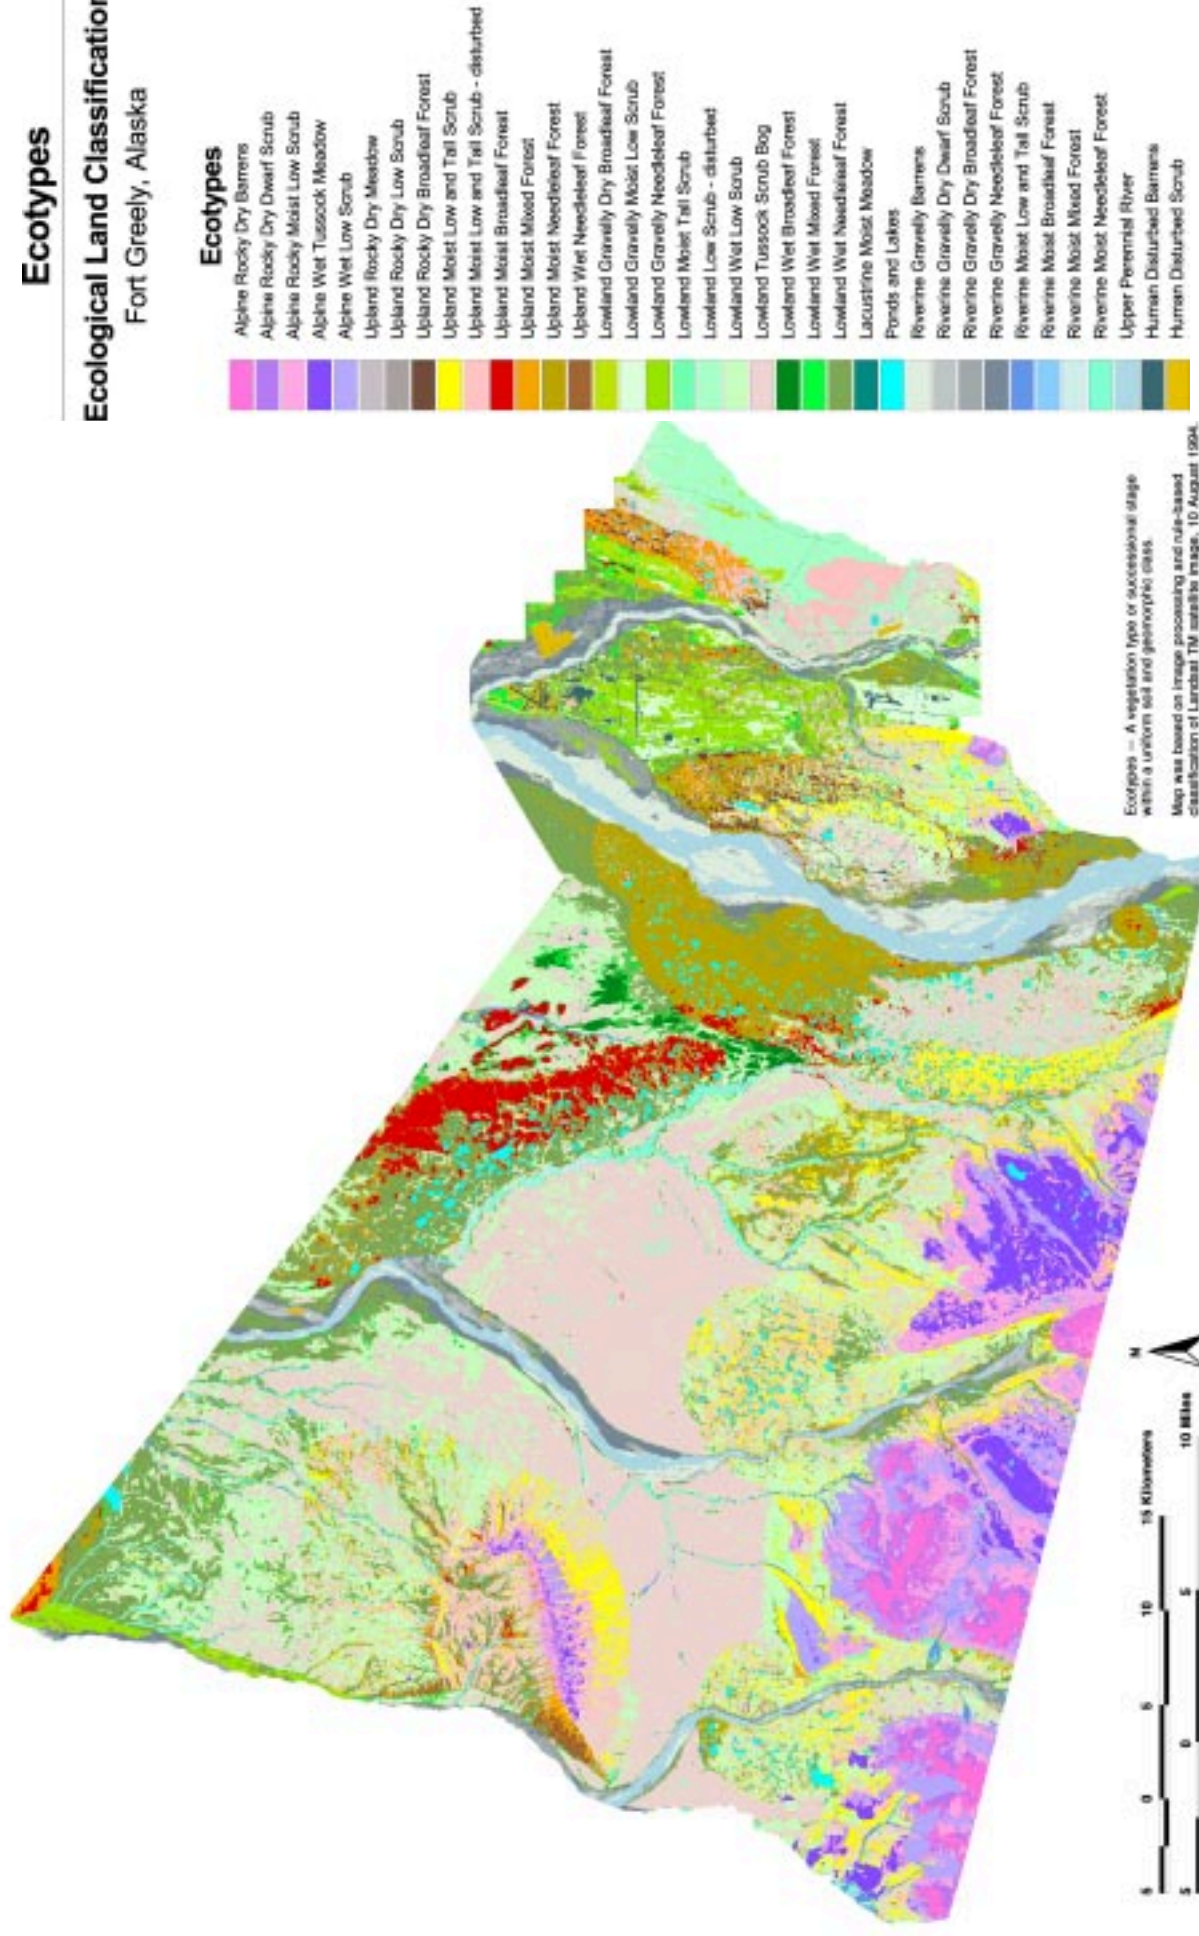 Ecotypes
Ecological Land Classification
Fort Greely, Alaska
Ecotypes
Alpine Rocky Dry Barrens
Alpine Rocky Dry Dwarf Scrub
Alpine Rocky Moist Low Scrub
Alpine Wet Tussock Meadow
Alpine Wet Low Scrub
Upland Rocky Dry Meadow
Upland Rocky Dry Low Scrub
Upland Rocky Dry Broadleaf Forest
Upland Moist Low and Tall Scrub
Upland Moist Low and Tall Scrub - disturbed
Upland Moist Broadleaf Forest
Upland Moist Mixed Forest
Upland Moist Needleleaf Forest
Upland Wet Needleleaf Forest
Lowland Gravelly Dry Broadleaf Forest
Lowland Gravelly Moist Low Scrub
Lowland Gravelly Needleleaf Forest
Lowland Moist Tall Scrub
Lowland Low Scrub - disturbed
Lowland Wet Low Scrub
Lowland Tussock Scrub Bog
Lowland Wet Broadleaf Forest
Lowland Wet Mixed Forest
Lowland Wet Needleleaf Forest
Lacustrine Moist Meadow
Ponds and Lakes
Riverine Gravelly Barrens
Riverine Gravelly Dry Dwarf Scrub
Riverine Gravelly Dry Broadleaf Forest
Riverine Gravelly Needleleaf Forest
Riverine Moist Low and Tall Scrub
Riverine Moist Broadleaf Forest
Riverine Moist Mixed Forest
Riverine Moist Needleleaf Forest
Upper Perennial River
Human Disturbed Barrens
Human Disturbed Scrub
Ecotypes — A vegetation type or successional stage
within a uniform soil and geomorphic class.
Map was based on image processing and rule-based
classification of Landsat TM satellite image, 10 August 1994.
N
5 0 5 10 15 Kilometers
5 0 5 10 Miles